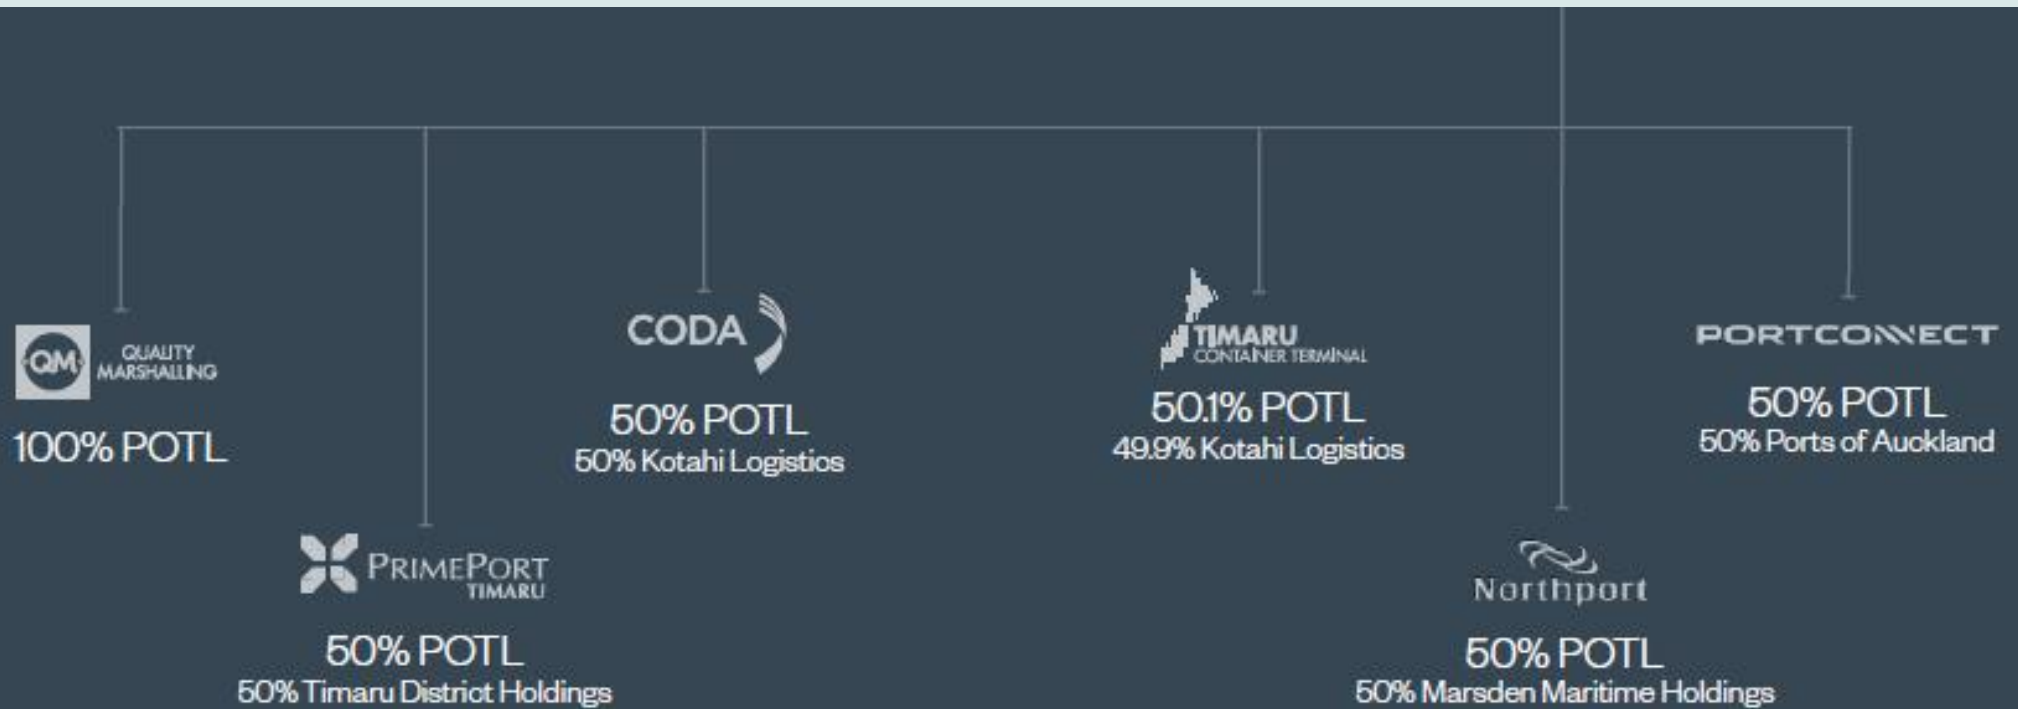 QM
QUALITY
MARSHALLING
100% POTL
PRIMEPORT
TIMARU
50% POTL
50% Timaru District Holdings
CODA
50% POTL
50% Kotahi Logistics
TIMARU
CONTAINER TERMINAL
50.1% POTL
49.9% Kotahi Logistics
Northport
50% POTL
50% Marsden Maritime Holdings
PORTCONNECT
50% POTL
50% Ports of Auckland